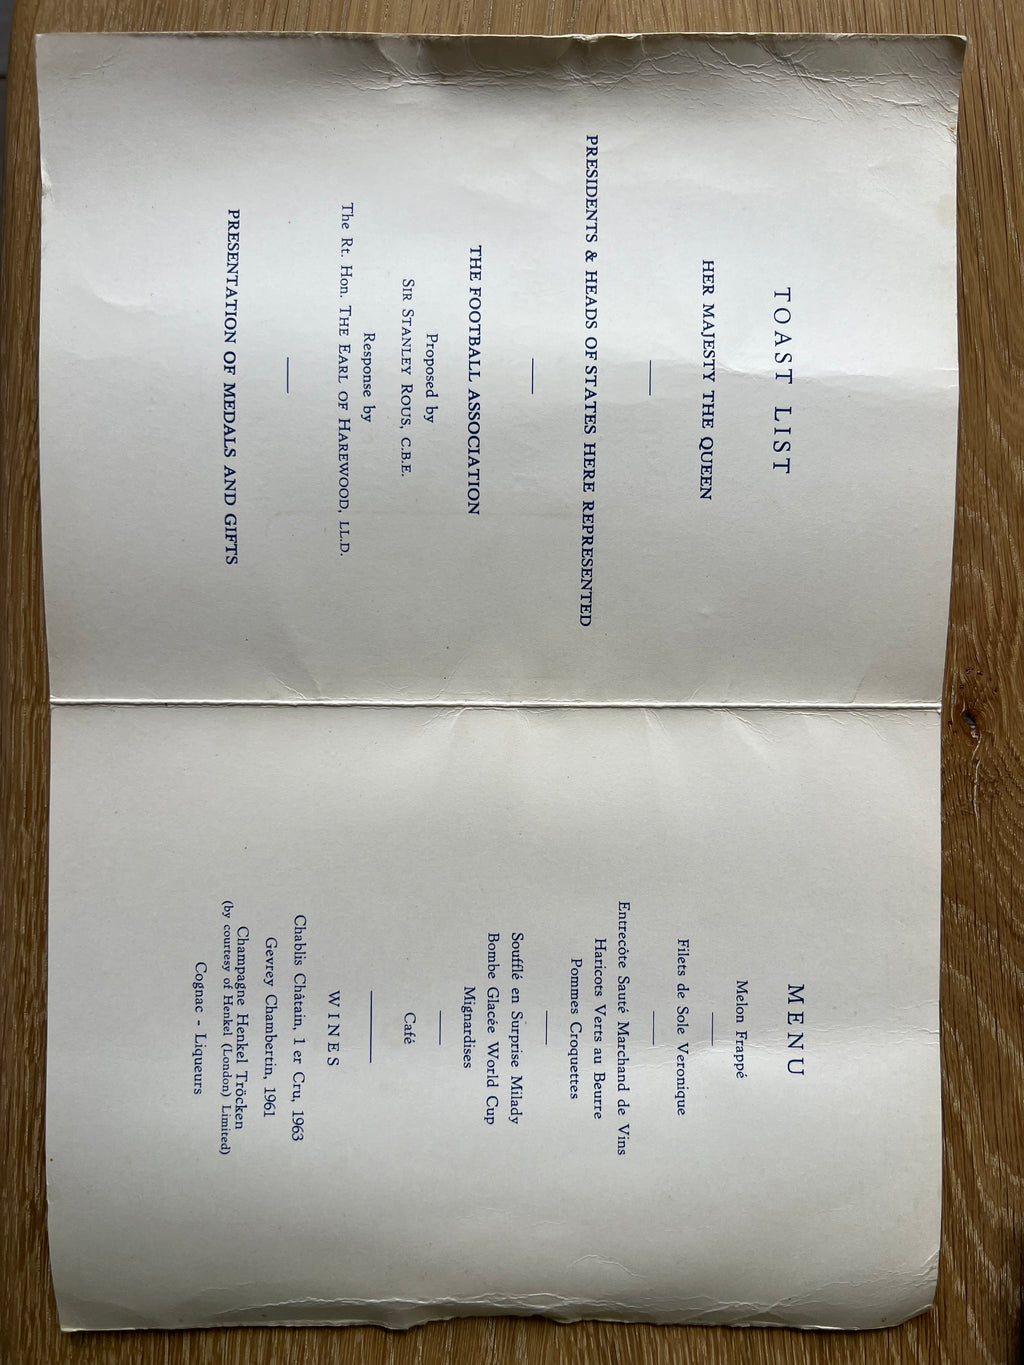 TOAST LIST
HER MAJESTY THE QUEEN
PRESIDENTS & HEADS OF STATES HERE REPRESENTED
THE FOOTBALL ASSOCIATION
Proposed by
SIR STANLEY ROUS, C.B.E.
Response by
The Rt. Hon. THE EARL OF HAREWOOD, LL.D.
PRESENTATION OF MEDALS AND GIFTS
MENU
Melon Frappé
Filets de Sole Veronique
Entrecôte Sauté Marchand de Vins
Haricots Verts au Beurre
Pommes Croquettes
Soufflé en Surprise Milady
Bombe Glacée World Cup
Mignardises
Café
WINES
Chablis Châtain, 1 er Cru, 1963
Gevrey Chambertin, 1961
Champagne Henkel Tröcken
(by courtesy of Henkel (London) Limited)
Cognac - Liqueurs